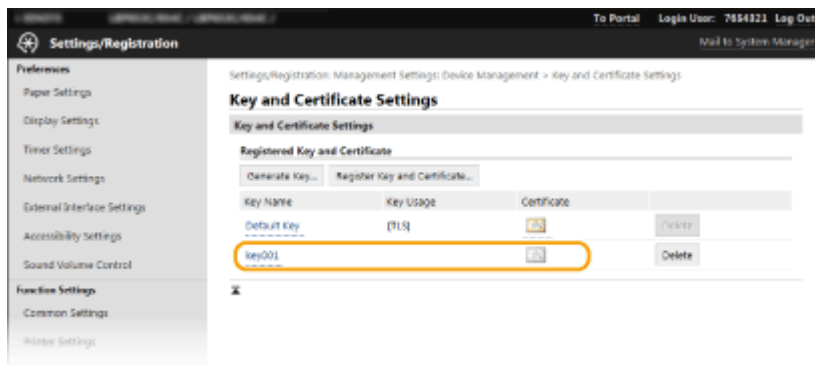 To Portal Login User: 7654321 Log Out
Settings/Registration
Mail to System Manager
Preferences
Paper Settings
Display Settings
Timer Settings
Network Settings
External Interface Settings
Accessibility Settings
Sound Volume Control
Function Settings
Common Settings
Printer Settings
Settings/Registration: Management Settings: Device Management > Key and Certificate Settings
Key and Certificate Settings
Key and Certificate Settings
Registered Key and Certificate
Generate Key... Register Key and Certificate...
Key Name Key Usage Certificate
Default Key [TLS] Delete
key001 Delete